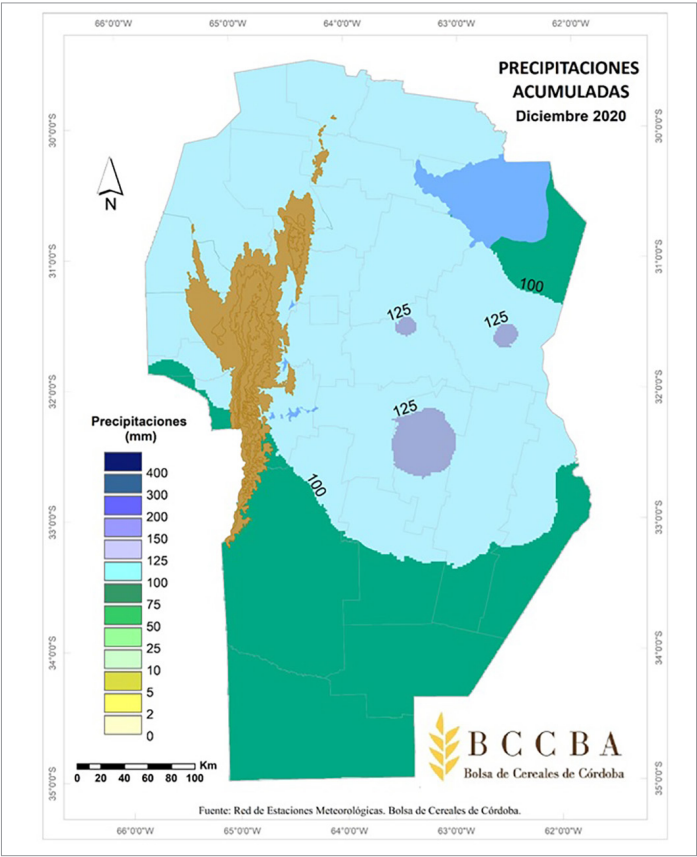 66°0'0"W 65°0'0"W 64°0'0"W 63°0'0"W 62°0'0"W
PRECIPITACIONES
ACUMULADAS
Diciembre 2020
30°0'0"S 30°0'0"S
N
31°0'0"S 31°0'0"S
100
125
125
32°0'0"S 32°0'0"S
125
100
Precipitaciones
(mm)
400
300
200
150
125
100
75
50
25
10
5
2
0
33°0'0"S 33°0'0"S
34°0'0"S 34°0'0"S
35°0'0"S 35°0'0"S
Km
0 20 40 60 80 100
BCCBA
Bolsa de Cereales de Córdoba
Fuente: Red de Estaciones Meteorológicas. Bolsa de Cereales de Córdoba.
66°0'0"W 65°0'0"W 64°0'0"W 63°0'0"W 62°0'0"W